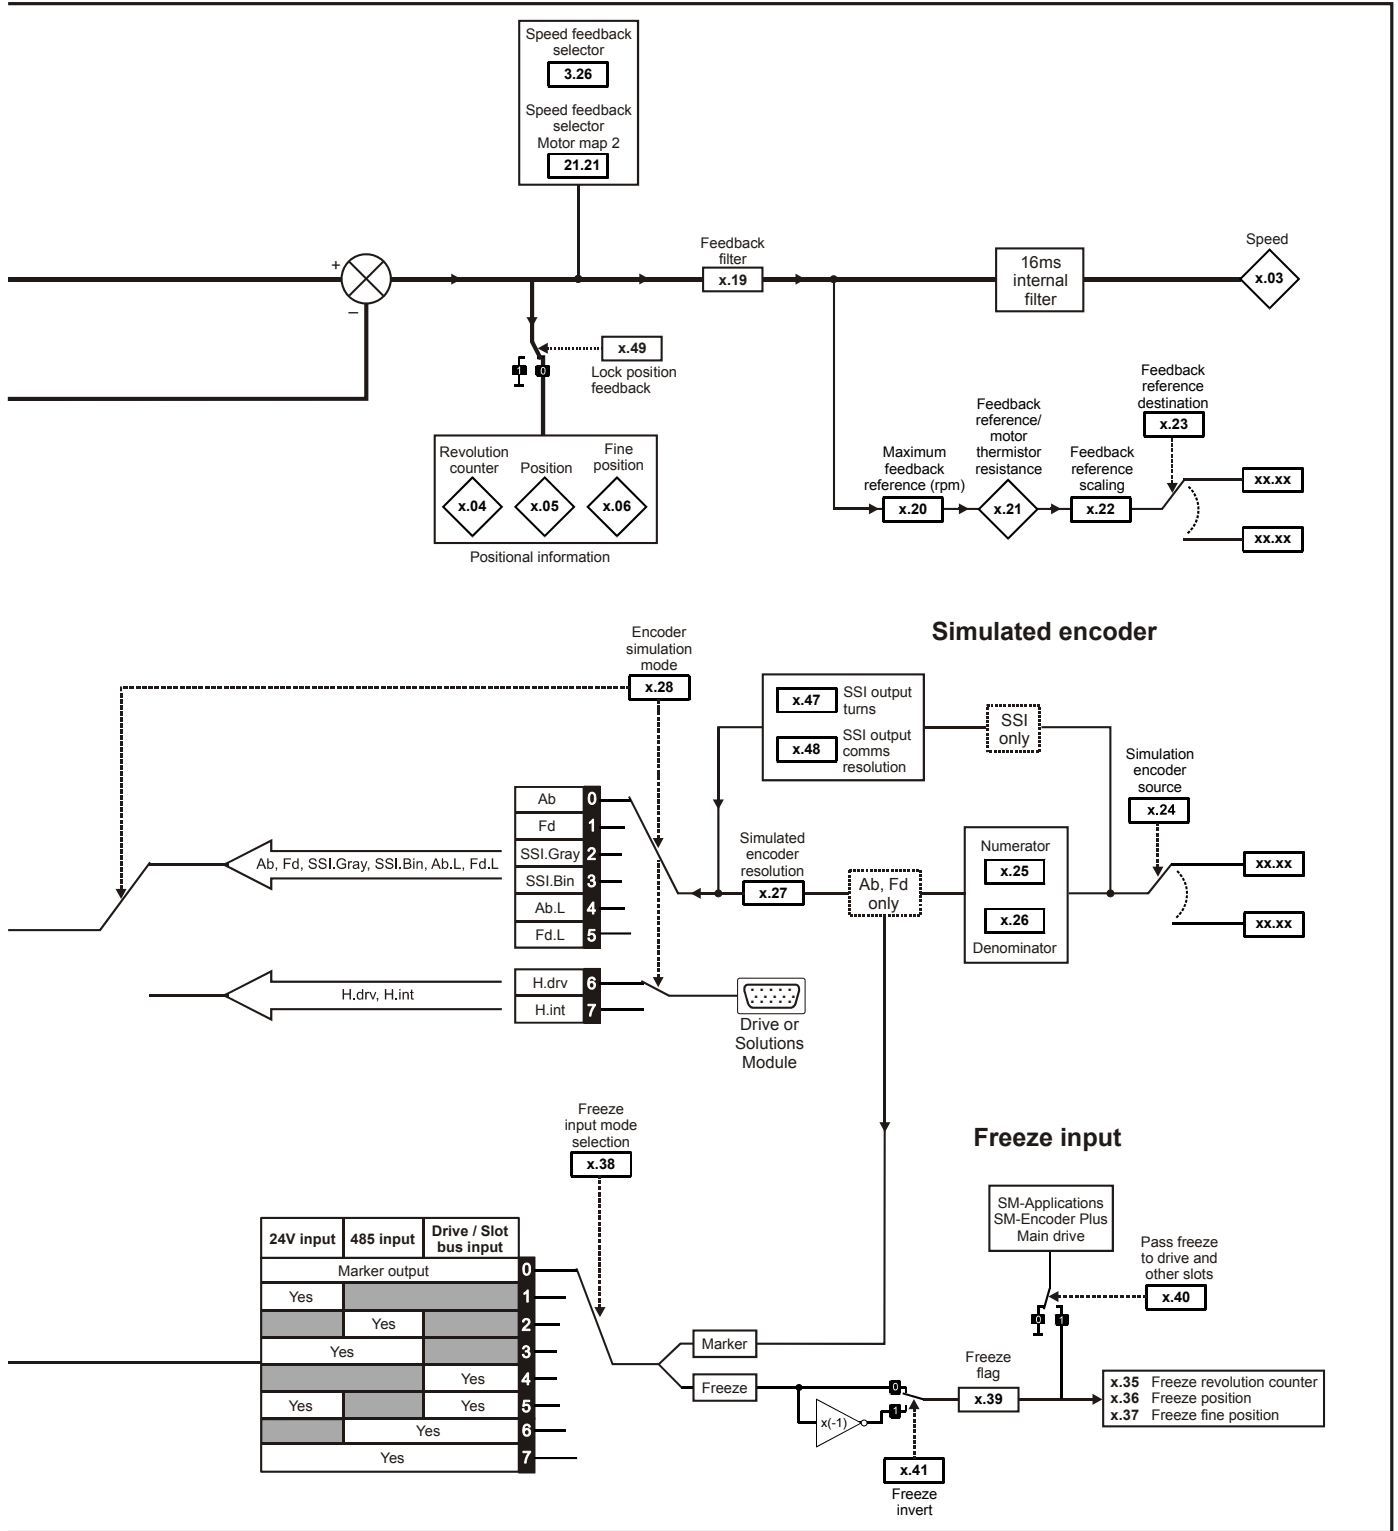 Speed feedback
selector
3.26
Speed feedback
selector
Motor map 2
21.21
+
−
Feedback
filter
x.19
16ms
internal
filter
Speed
x.03
1
0
x.49
Lock position
feedback
Revolution
counter
x.04
Position
x.05
Fine
position
x.06
Positional information
Maximum
feedback
reference (rpm)
x.20
Feedback
reference/
motor
thermistor
resistance
x.21
Feedback
reference
scaling
x.22
Feedback
reference
destination
x.23
xx.xx
xx.xx
Simulated encoder
Encoder
simulation
mode
x.28
x.47 SSI output
turns
x.48 SSI output
comms
resolution
SSI
only
Simulation
encoder
source
x.24
xx.xx
xx.xx
Ab 0
Fd 1
SSI.Gray 2
SSI.Bin 3
Ab.L 4
Fd.L 5
Ab, Fd, SSI.Gray, SSI.Bin, Ab.L, Fd.L
Simulated
encoder
resolution
x.27
Ab, Fd
only
Numerator
x.25
x.26
Denominator
H.drv, H.int
H.drv 6
H.int 7
Drive or
Solutions
Module
Freeze
input mode
selection
x.38
Freeze input
SM-Applications
SM-Encoder Plus
Main drive
Pass freeze
to drive and
other slots
x.40
0
1
24V input 485 input Drive / Slot
bus input
Marker output 0
Yes 1
Yes 2
Yes 3
Yes 4
Yes Yes 5
Yes 6
Yes 7
Marker
Freeze
x(-1)
0
1
x.41
Freeze
invert
Freeze
flag
x.39
x.35 Freeze revolution counter
x.36 Freeze position
x.37 Freeze fine position